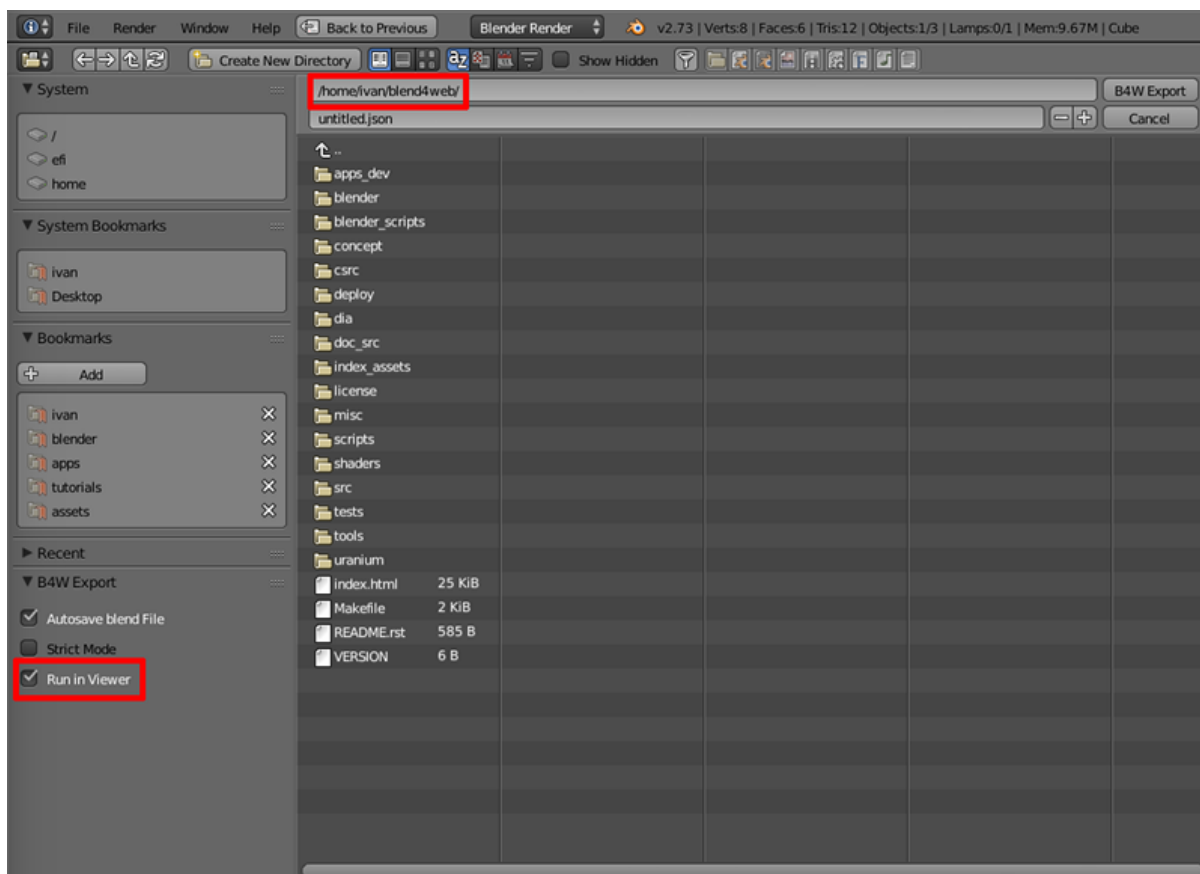 File Render Window Help Back to Previous Blender Render v2.73 | Verts:8 | Faces:6 | Tris:12 | Objects:1/3 | Lamps:0/1 | Mem:9.67M | Cube
Create New Directory Show Hidden
System
/
efi
home
System Bookmarks
ivan
Desktop
Bookmarks
Add
ivan
blender
apps
tutorials
assets
Recent
B4W Export
Autosave blend File
Strict Mode
Run in Viewer
/home/ivan/blend4web/ B4W Export
untitled.json Cancel
..
apps_dev
blender
blender_scripts
concept
csrc
deploy
dia
doc_src
index_assets
license
misc
scripts
shaders
src
tests
tools
uranium
index.html 25 KiB
Makefile 2 KiB
README.rst 585 B
VERSION 6 B